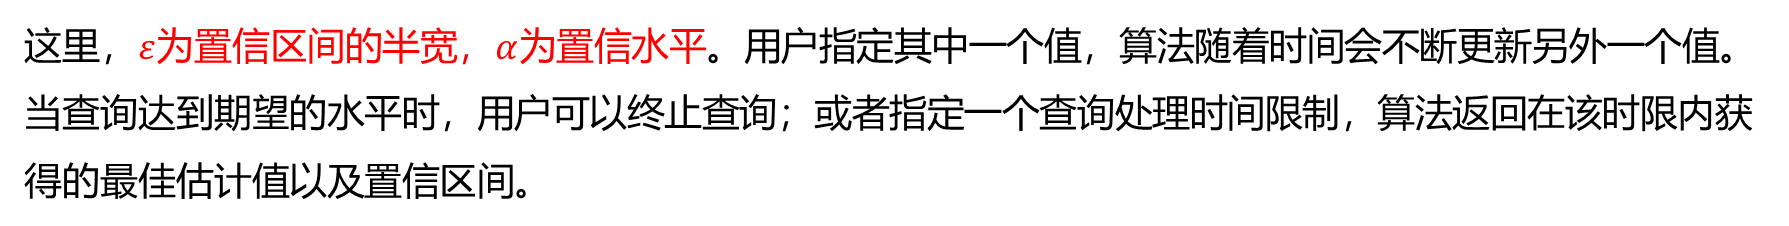 这里，ε为置信区间的半宽，α为置信水平。用户指定其中一个值，算法随着时间会不断更新另外一个值。
当查询达到期望的水平时，用户可以终止查询；或者指定一个查询处理时间限制，算法返回在该时限内获
得的最佳估计值以及置信区间。